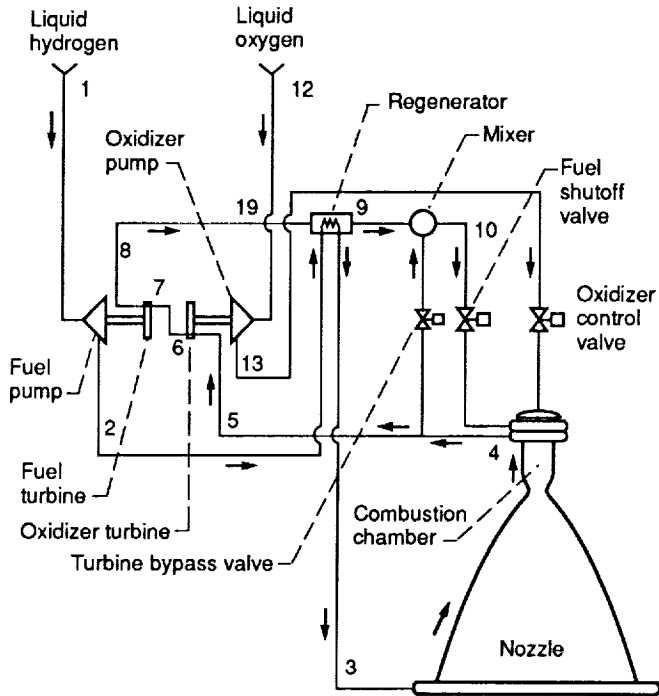 Liquid
hydrogen
Liquid
oxygen
1
12
Regenerator
Mixer
Oxidizer
pump
Fuel
shutoff
valve
19
9
10
8
7
Oxidizer
control
valve
6
13
Fuel
pump
2
5
4
Fuel
turbine
Oxidizer turbine
Turbine bypass valve
Combustion
chamber
3
Nozzle